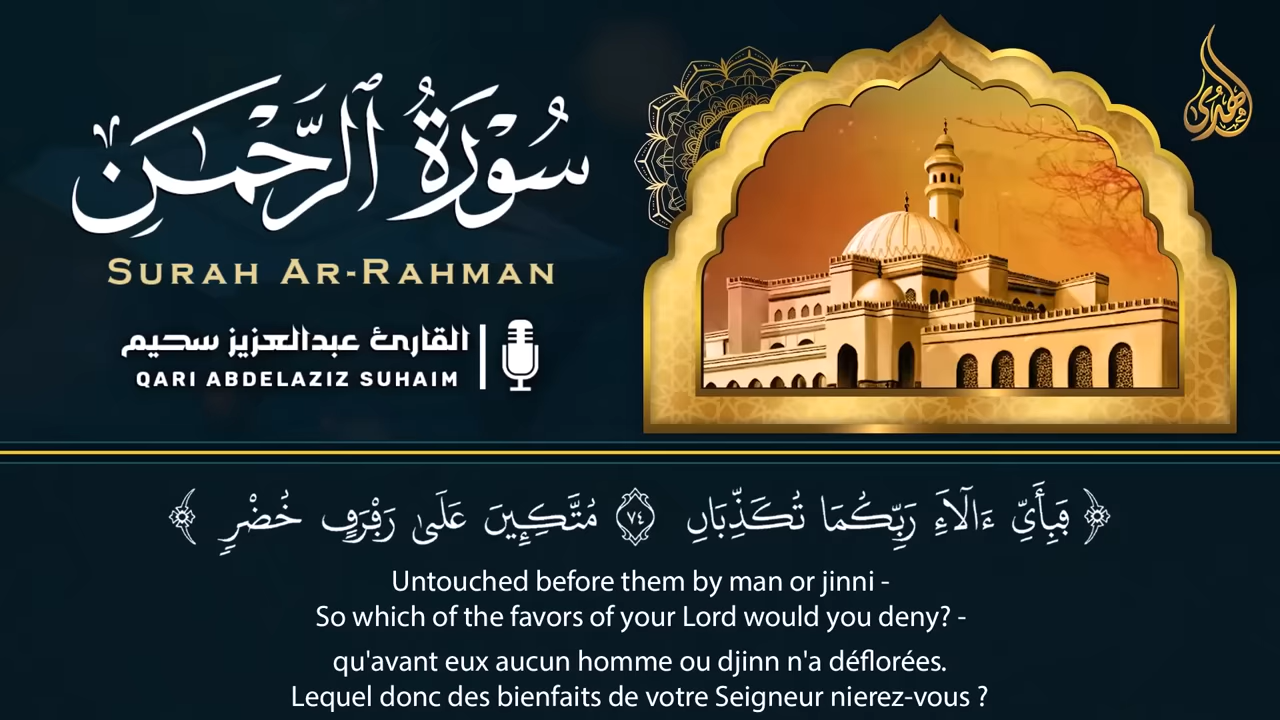 سُورَةُ ٱلرَّحْمَٰن
SURAH AR-RAHMAN
القارئ عبدالعزيز سحيم
QARI ABDELAZIZ SUHAIM
الهدى
﴿ فَبِأَيِّ ءَالَآءِ رَبِّكُمَا تُكَذِّبَانِ ٧٤ مُتَّكِـِٔينَ عَلَىٰ رَفْرَفٍ خُضْرٍ ﴾
Untouched before them by man or jinni -
So which of the favors of your Lord would you deny? -
qu'avant eux aucun homme ou djinn n'a déflorées.
Lequel donc des bienfaits de votre Seigneur nierez-vous ?